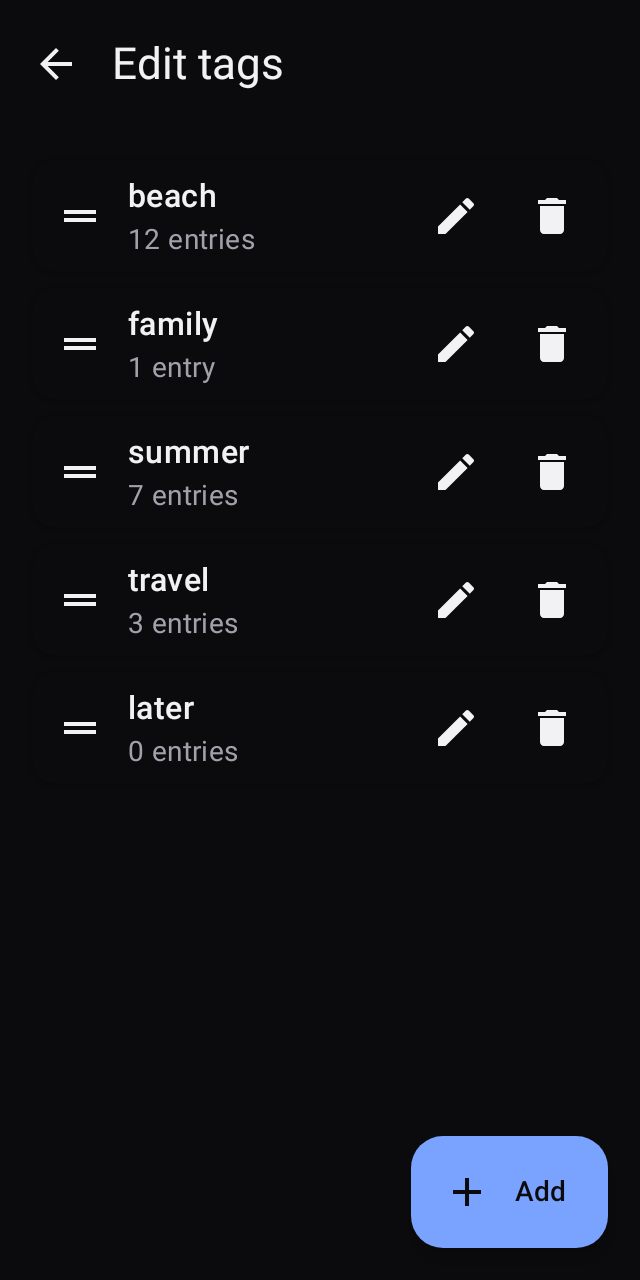 Edit tags
beach
12 entries
family
1 entry
summer
7 entries
travel
3 entries
later
0 entries
Add